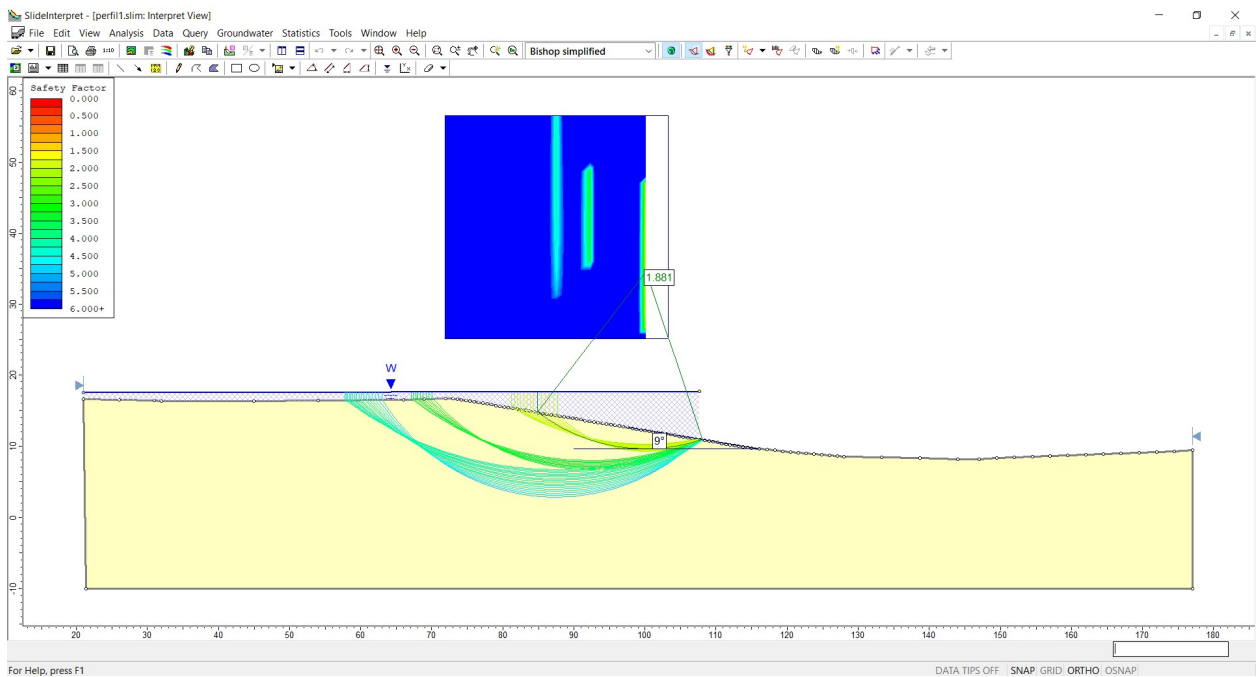 SlideInterpret - [perfil1.slim: Interpret View]
File Edit View Analysis Data Query Groundwater Statistics Tools Window Help
1:10 Bishop simplified
Safety Factor
0.000
0.500
1.000
1.500
2.000
2.500
3.000
3.500
4.000
4.500
5.000
5.500
6.000+
60
50
40
30
20
10
0
-10
1.881
W
9°
20 30 40 50 60 70 80 90 100 110 120 130 140 150 160 170 180
For Help, press F1
DATA TIPS OFF SNAP GRID ORTHO OSNAP